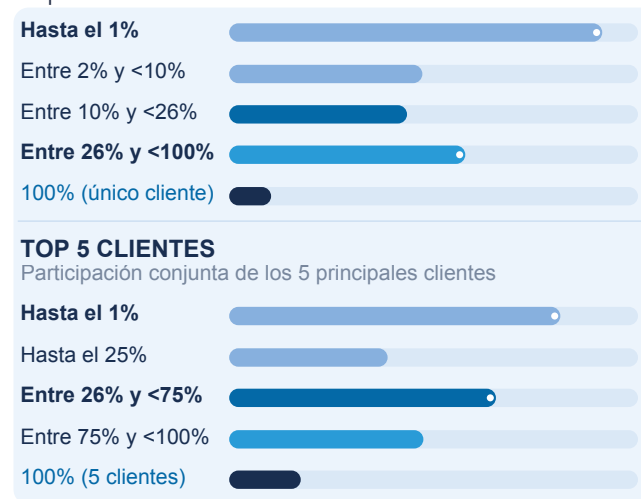 Hasta el 1%
Entre 2% y <10%
Entre 10% y <26%
Entre 26% y <100%
100% (único cliente)
TOP 5 CLIENTES
Participación conjunta de los 5 principales clientes
Hasta el 1%
Hasta el 25%
Entre 26% y <75%
Entre 75% y <100%
100% (5 clientes)